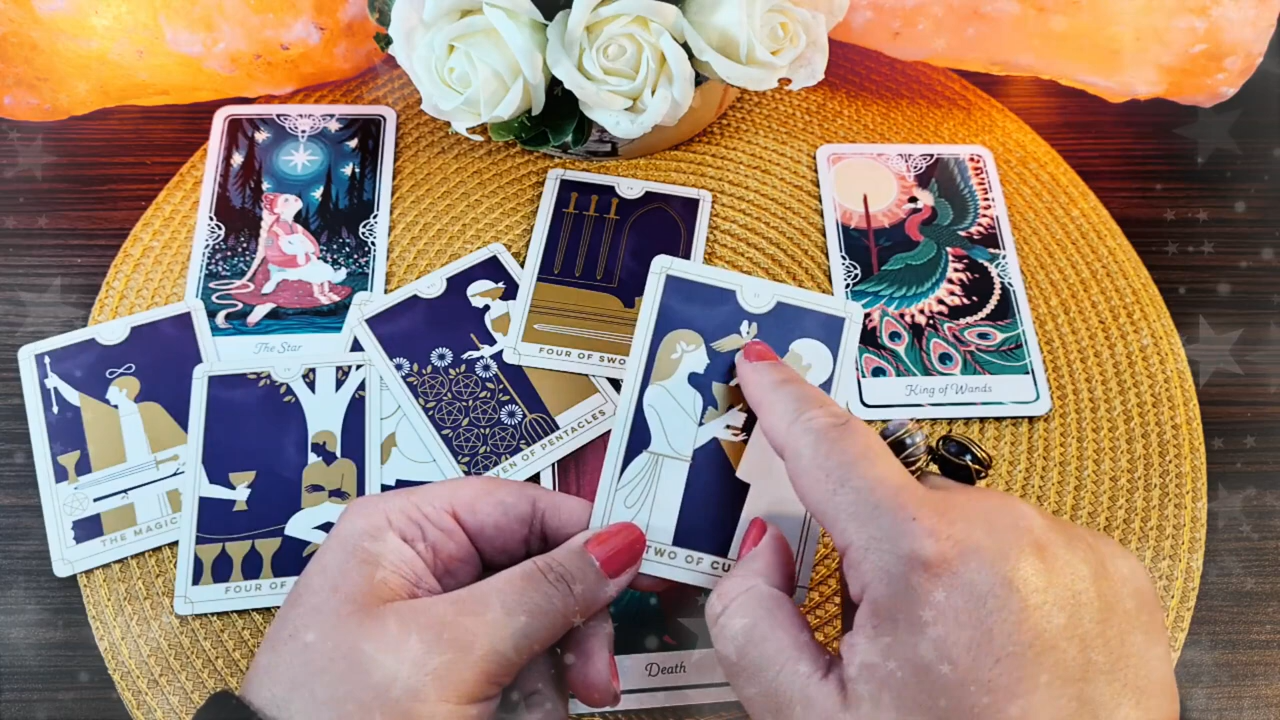 The Star
King of Wands
FOUR OF SWO
VEN OF PENTACLES
THE MAGIC
TWO OF CU
FOUR OF
Death